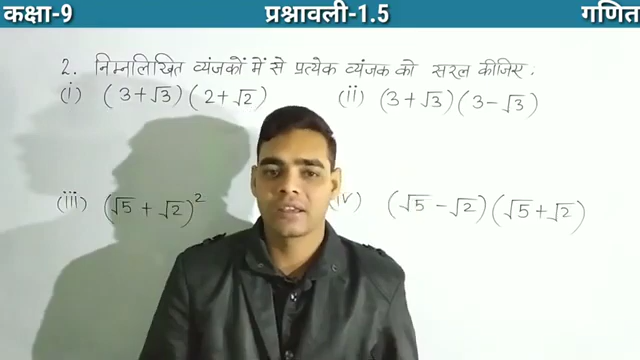 कक्षा-9 प्रश्नावली-1.5 गणित
2. निम्नलिखित व्यंजकों में से प्रत्येक व्यंजक को सरल कीजिए.
(i) (3+√3)(2+√2) (ii) (3+√3)(3-√3)
(iii) (√5+√2)² iv) (√5-√2)(√5+√2)